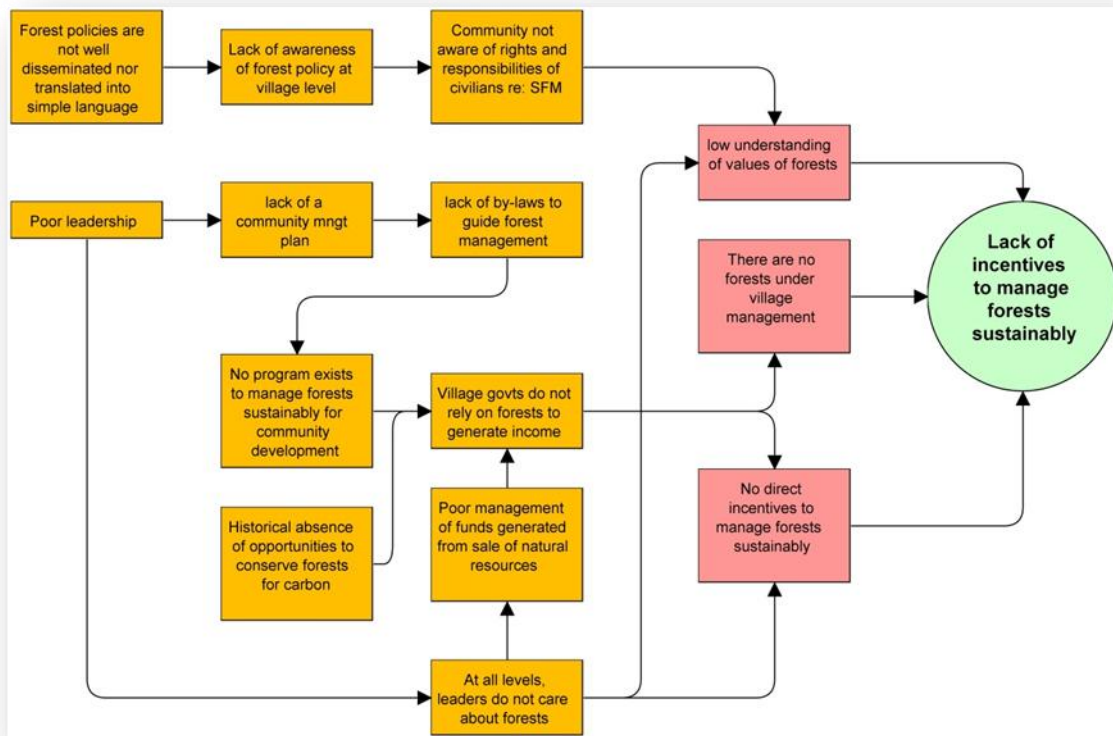 Forest policies are
not well
disseminated nor
translated into
simple language
Lack of awareness
of forest policy at
village level
Community not
aware of rights and
responsibilities of
civilians re: SFM
low understanding
of values of forests
Poor leadership
lack of a
community mngt
plan
lack of by-laws to
guide forest
management
There are no
forests under
village
management
Lack of
incentives
to manage
forests
sustainably
No program exists
to manage forests
sustainably for
community
development
Village govts do not
rely on forests to
generate income
Historical absence
of opportunities to
conserve forests
for carbon
Poor management
of funds generated
from sale of natural
resources
No direct
incentives to
manage forests
sustainably
At all levels,
leaders do not care
about forests